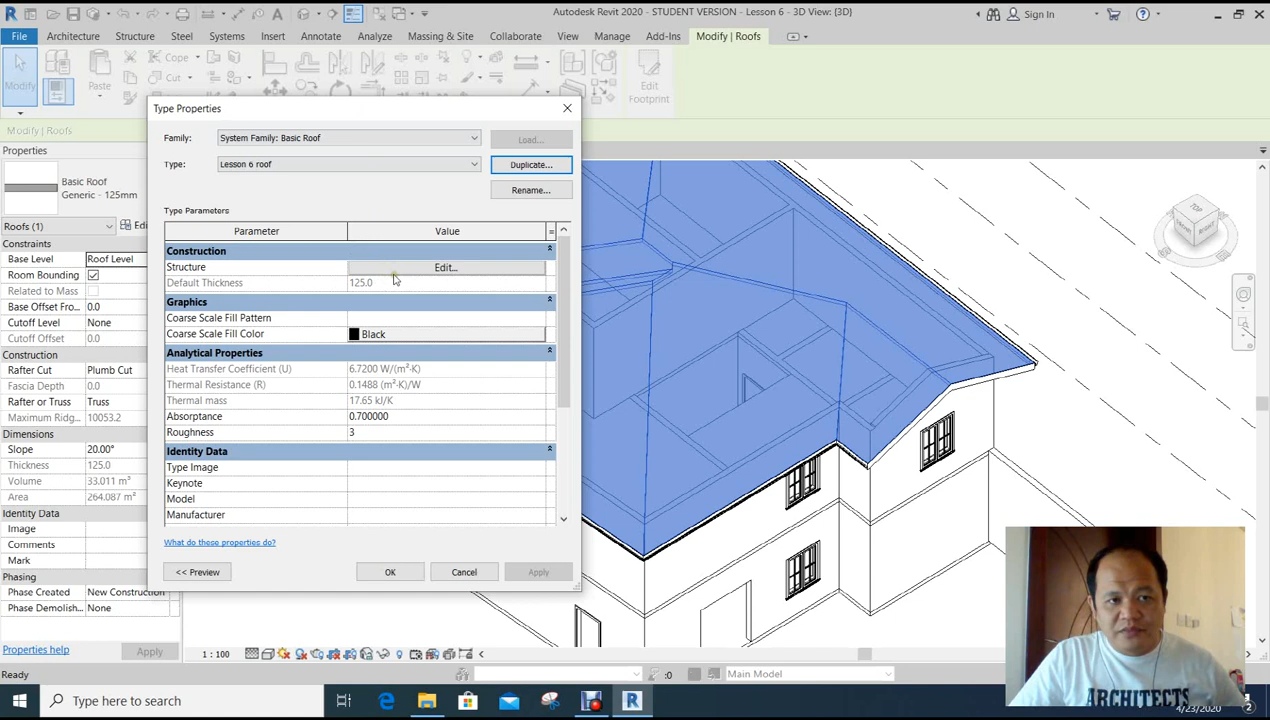 Autodesk Revit 2020 - STUDENT VERSION - Lesson 6 - 3D View: {3D}
Sign In
File Architecture Structure Steel Systems Insert Annotate Analyze Massing & Site Collaborate View Manage Add-Ins Modify | Roofs
Modify
Paste
Cope
Cut
Edit
Footprint
Modify | Roofs
Properties
Basic Roof
Generic - 125mm
Roofs (1)
Edi
Constraints
Base Level Roof Level
Room Bounding
Related to Mass
Base Offset Fro... 0.0
Cutoff Level None
Cutoff Offset 0.0
Construction
Rafter Cut Plumb Cut
Fascia Depth 0.0
Rafter or Truss Truss
Maximum Ridg... 10053.2
Dimensions
Slope 20.00°
Thickness 125.0
Volume 33.011 m³
Area 264.087 m²
Identity Data
Image
Comments
Mark
Phasing
Phase Created New Construction
Phase Demolis... None
Properties help
Apply
Type Properties
Family: System Family: Basic Roof
Load...
Type: Lesson 6 roof
Duplicate...
Rename...
Type Parameters
Parameter Value =
Construction
Structure Edit...
Default Thickness 125.0
Graphics
Coarse Scale Fill Pattern
Coarse Scale Fill Color Black
Analytical Properties
Heat Transfer Coefficient (U) 6.7200 W/(m²·K)
Thermal Resistance (R) 0.1488 (m²·K)/W
Thermal mass 17.65 kJ/K
Absorptance 0.700000
Roughness 3
Identity Data
Type Image
Keynote
Model
Manufacturer
What do these properties do?
<< Preview OK Cancel Apply
TOP
FRONT
RIGHT
1 : 100
Ready
:0
Main Model
Type here to search
4/23/2020
2
ARCHITECTS